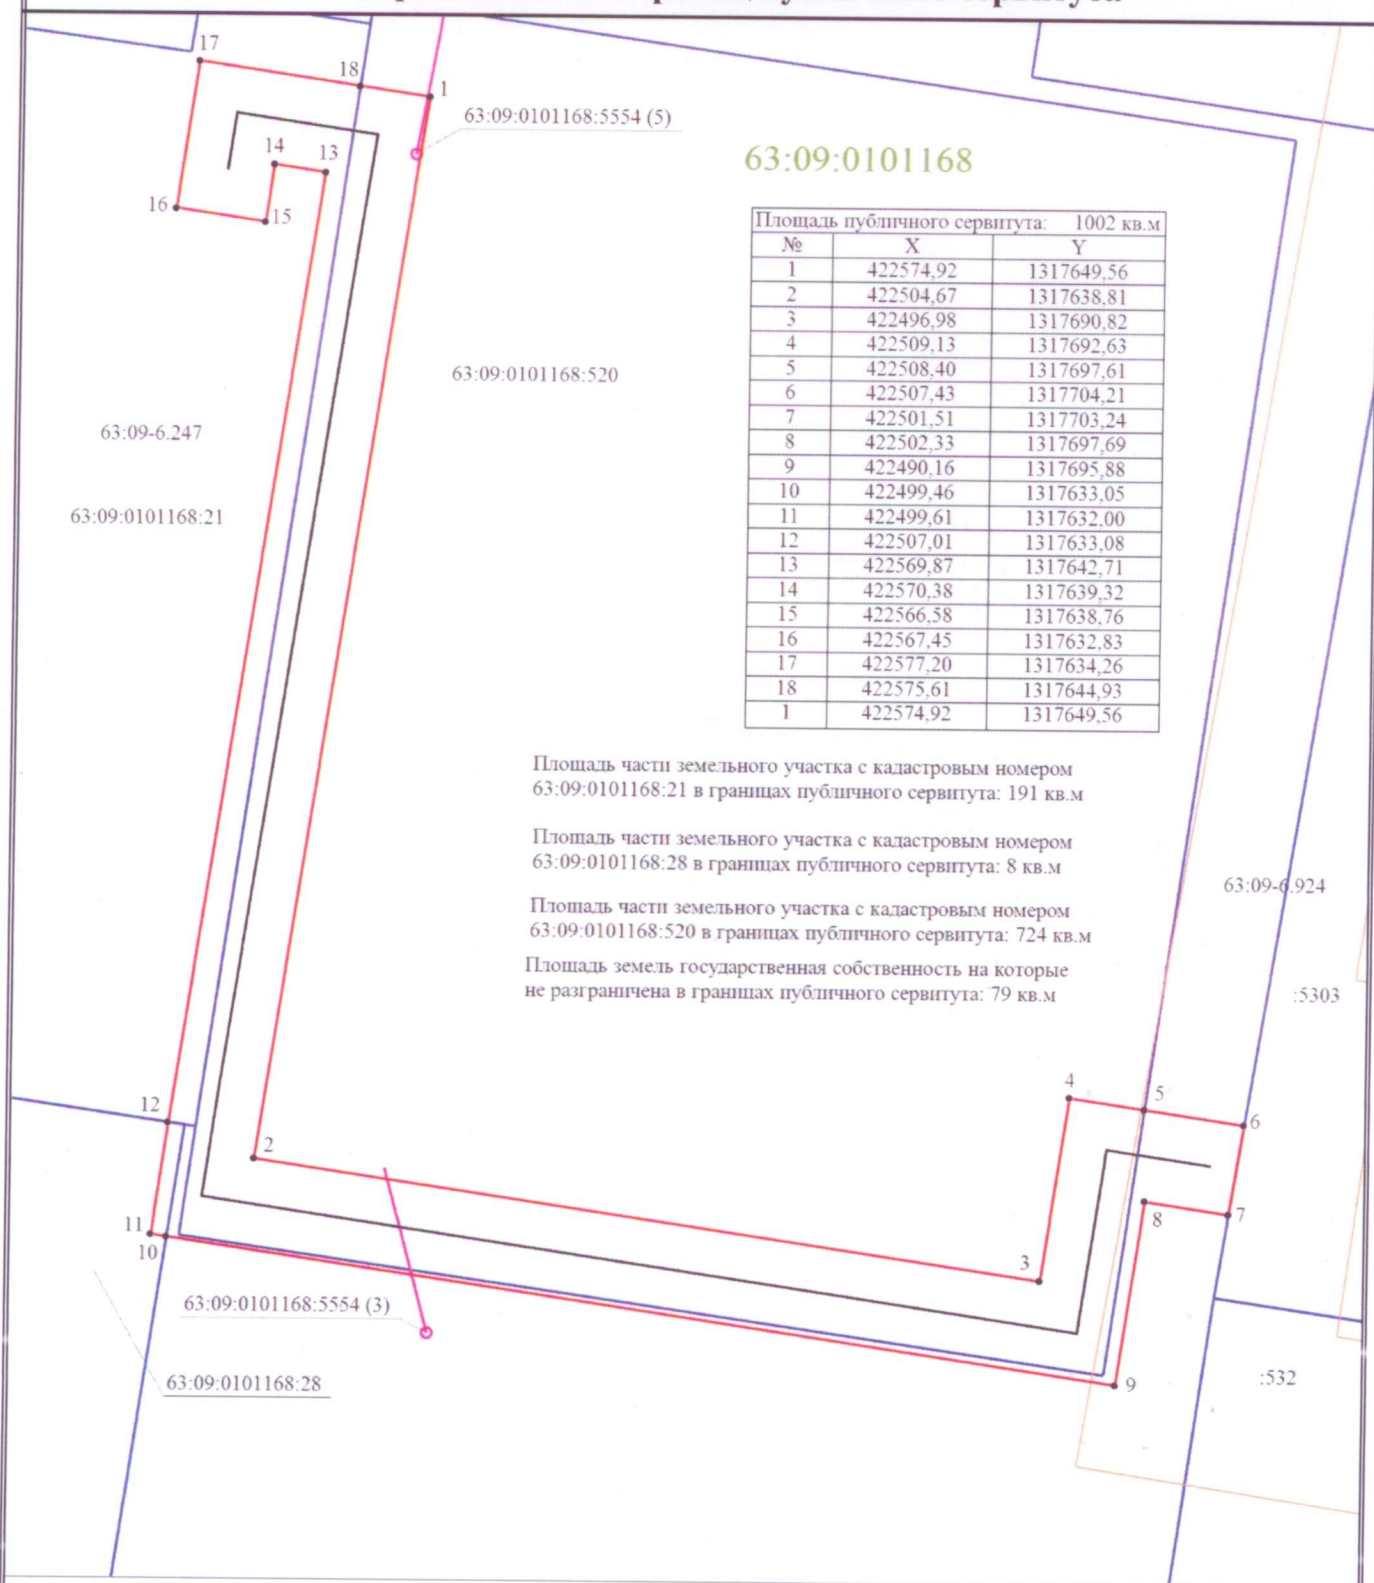 17
18
1
63:09:0101168:5554 (5)
14
13
16
15
63:09:0101168
Площадь публичного сервитута: 1002 кв.м
№ X Y
1 422574,92 1317649,56
2 422504,67 1317638,81
3 422496,98 1317690,82
4 422509,13 1317692,63
5 422508,40 1317697,61
6 422507,43 1317704,21
7 422501,51 1317703,24
8 422502,33 1317697,69
9 422490,16 1317695,88
10 422499,46 1317633,05
11 422499,61 1317632,00
12 422507,01 1317633,08
13 422569,87 1317642,71
14 422570,38 1317639,32
15 422566,58 1317638,76
16 422567,45 1317632,83
17 422577,20 1317634,26
18 422575,61 1317644,93
1 422574,92 1317649,56
63:09:0101168:520
63:09-6.247
63:09:0101168:21
Площадь части земельного участка с кадастровым номером
63:09:0101168:21 в границах публичного сервитута: 191 кв.м
Площадь части земельного участка с кадастровым номером
63:09:0101168:28 в границах публичного сервитута: 8 кв.м
Площадь части земельного участка с кадастровым номером
63:09:0101168:520 в границах публичного сервитута: 724 кв.м
Площадь земель государственная собственность на которые
не разграничена в границах публичного сервитута: 79 кв.м
63:09-6.924
:5303
4
5
6
12
2
8
7
11
10
3
63:09:0101168:5554 (3)
63:09:0101168:28
9
:532